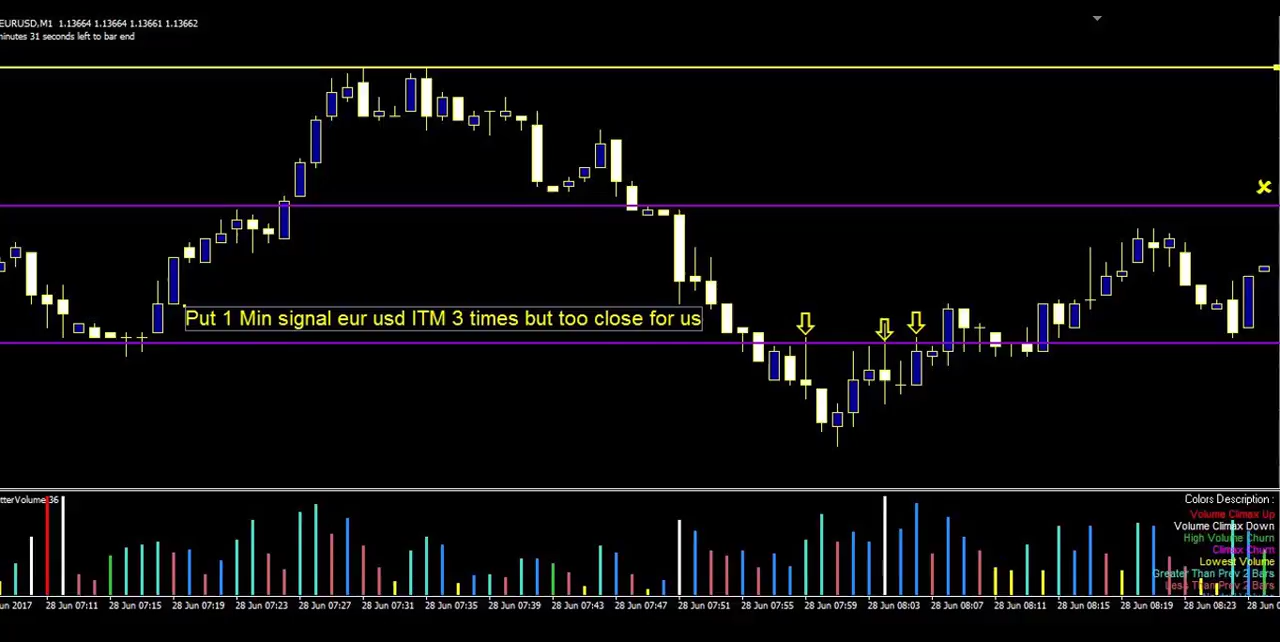 EURUSD,M1 1.13664 1.13664 1.13661 1.13662
minutes 31 seconds left to bar end
Put 1 Min signal eur usd ITM 3 times but too close for us
tterVolume 36
Colors Description :
Volume Climax Up
Volume Climax Down
High Volume Churn
Climax Churn
Lowest Volume
Greater Than Prev 2 Bars
Less Than Prev 2 Bars
un 2017 28 Jun 07:11 28 Jun 07:15 28 Jun 07:19 28 Jun 07:23 28 Jun 07:27 28 Jun 07:31 28 Jun 07:35 28 Jun 07:39 28 Jun 07:43 28 Jun 07:47 28 Jun 07:51 28 Jun 07:55 28 Jun 07:59 28 Jun 08:03 28 Jun 08:07 28 Jun 08:11 28 Jun 08:15 28 Jun 08:19 28 Jun 08:23 28 Jun 0